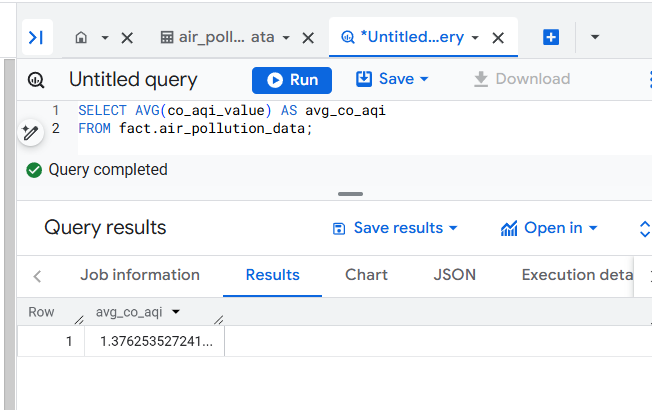 air_poll... ata
*Untitled...ery
Untitled query
Run
Save
Download
1 SELECT AVG(co_aqi_value) AS avg_co_aqi
2 FROM fact.air_pollution_data;
Query completed
Query results
Save results
Open in
Job information
Results
Chart
JSON
Execution deta
Row
avg_co_aqi
1
1.376253527241...